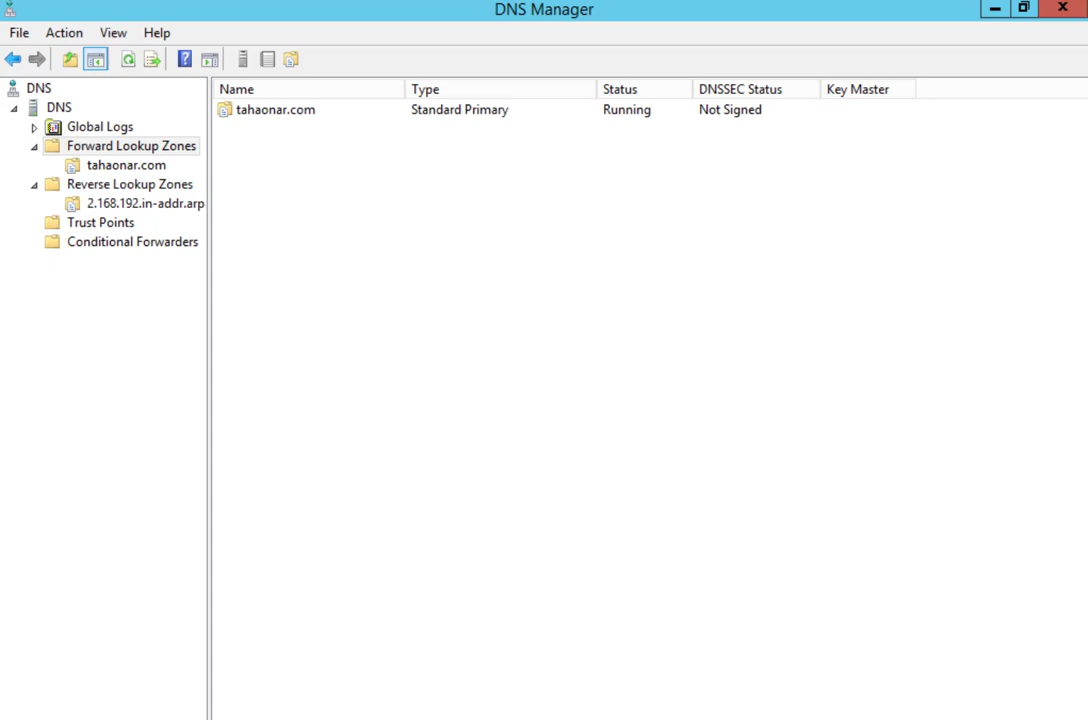 DNS Manager
File Action View Help
DNS
DNS
Global Logs
Forward Lookup Zones
tahaonar.com
Reverse Lookup Zones
2.168.192.in-addr.arp
Trust Points
Conditional Forwarders
Name Type Status DNSSEC Status Key Master
tahaonar.com Standard Primary Running Not Signed